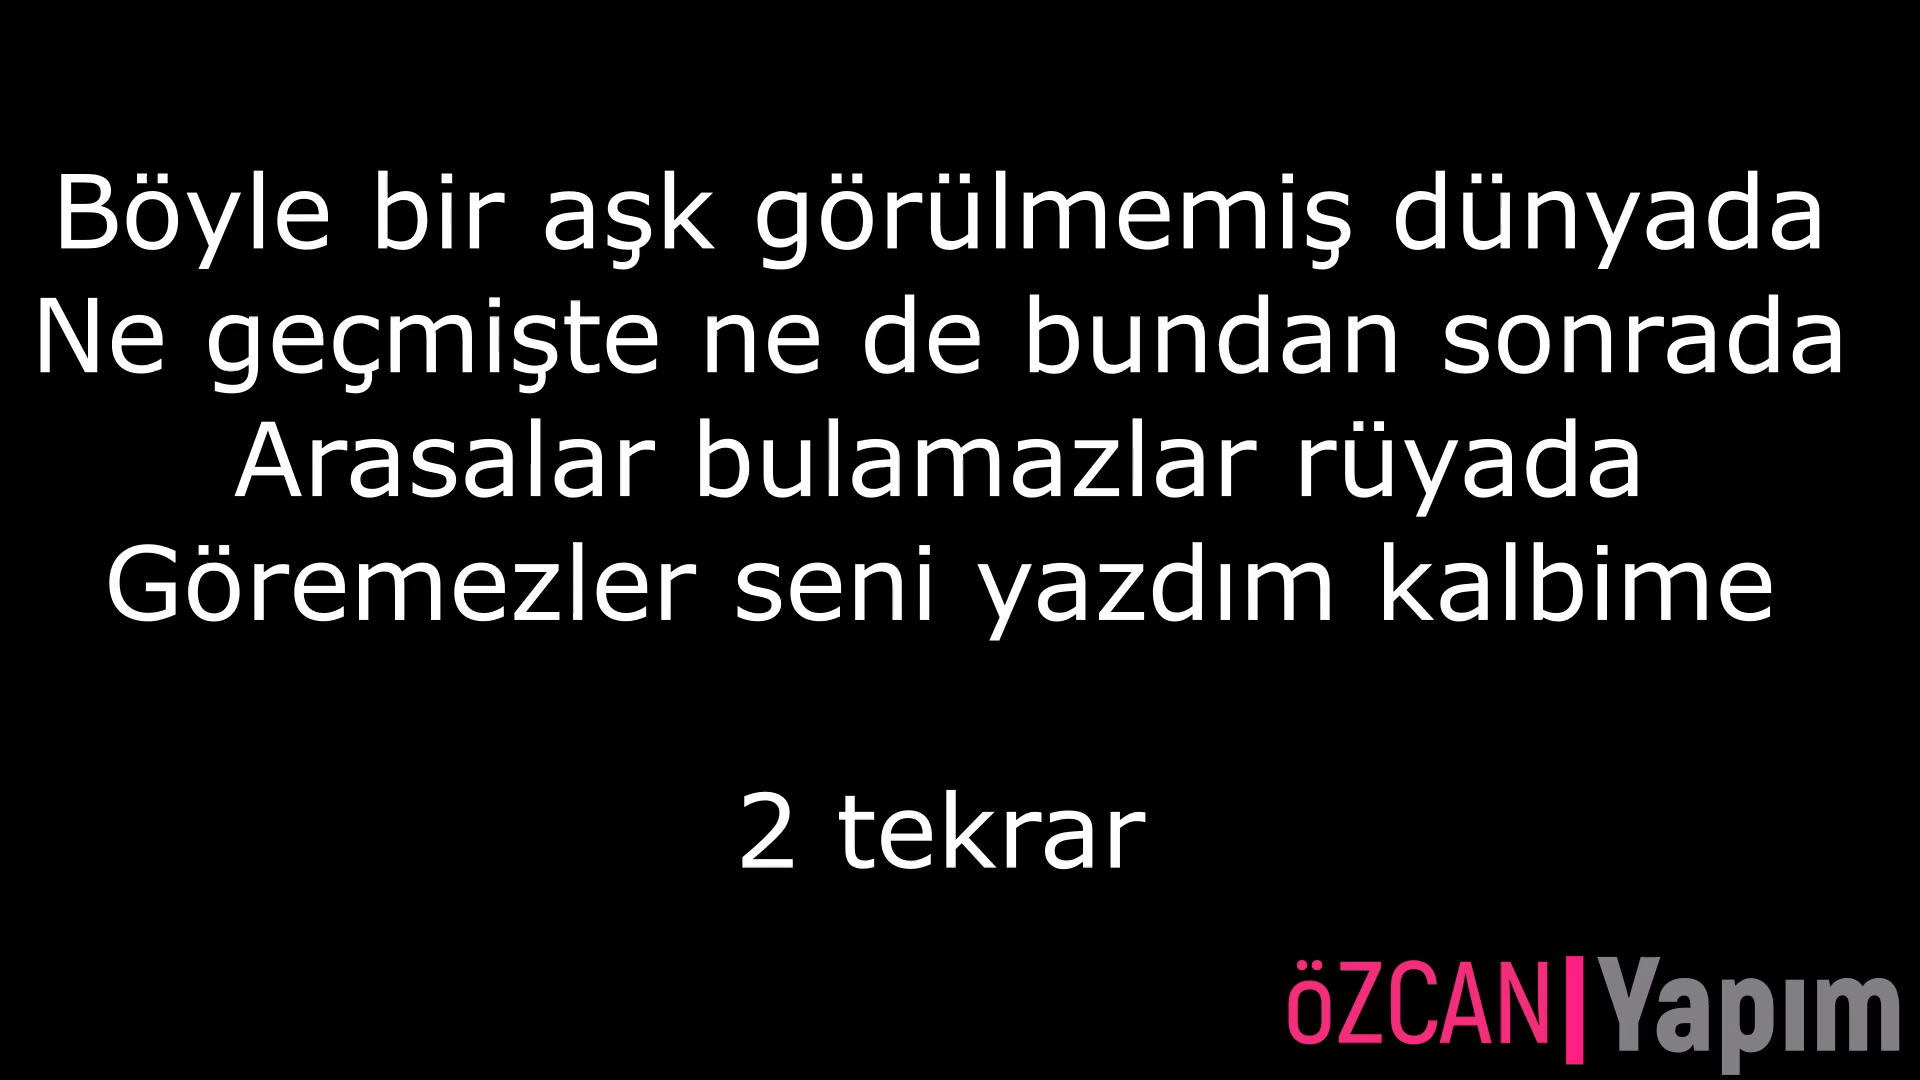 Böyle bir aşk görülmemiş dünyada
Ne geçmişte ne de bundan sonrada
Arasalar bulamazlar rüyada
Göremezler seni yazdım kalbime
2 tekrar
öZCAN|Yapım